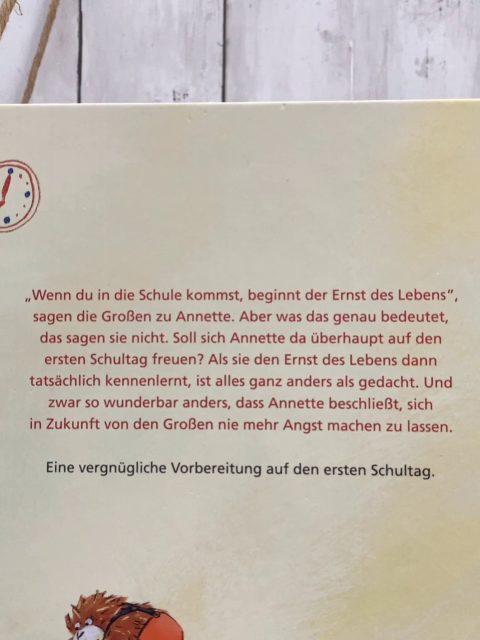 „Wenn du in die Schule kommst, beginnt der Ernst des Lebens“,
sagen die Großen zu Annette. Aber was das genau bedeutet,
das sagen sie nicht. Soll sich Annette da überhaupt auf den
ersten Schultag freuen? Als sie den Ernst des Lebens dann
tatsächlich kennenlernt, ist alles ganz anders als gedacht. Und
zwar so wunderbar anders, dass Annette beschließt, sich
in Zukunft von den Großen nie mehr Angst machen zu lassen.
Eine vergnügliche Vorbereitung auf den ersten Schultag.